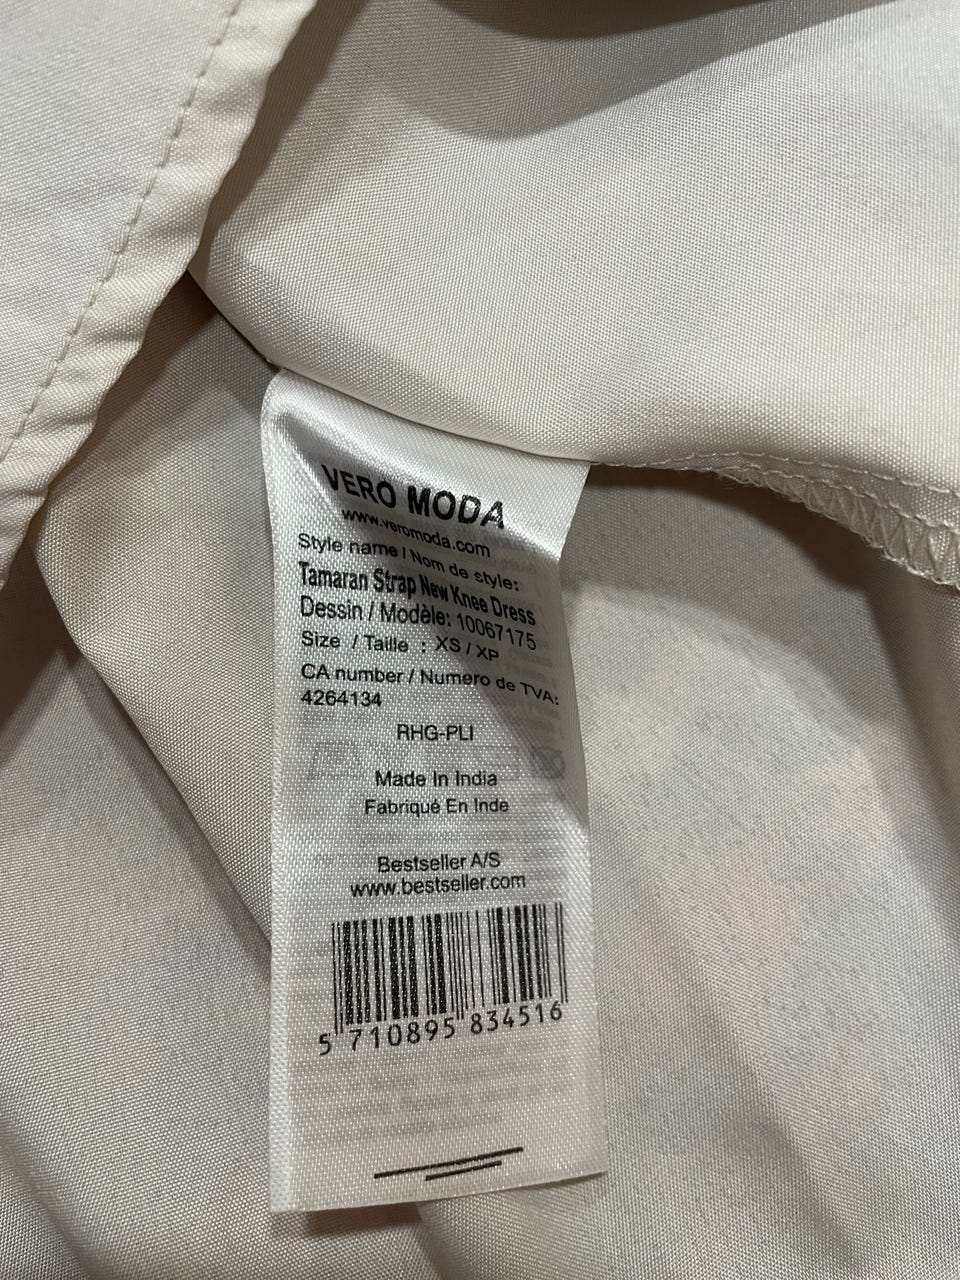 VERO MODA
www.veromoda.com
Style name / Nom de style:
Tamaran Strap New Knee Dress
Dessin / Modèle: 10067175
Size / Taille : XS / XP
CA number / Numero de TVA:
4264134
RHG-PLI
Made In India
Fabriqué En Inde
Bestseller A/S
www.bestseller.com
5 710895 834516